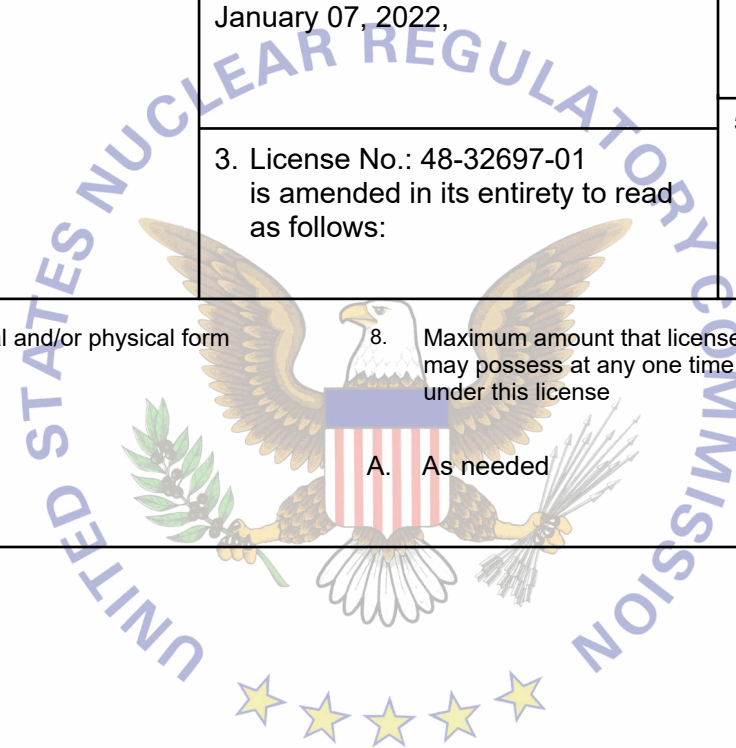 January 07, 2022,
3. License No.: 48-32697-01
is amended in its entirety to read
as follows:
and/or physical form
8. Maximum amount that
may possess at any one time
under this license
A. As needed
UNITED STATES NUCLEAR REGULATORY COMMISSION